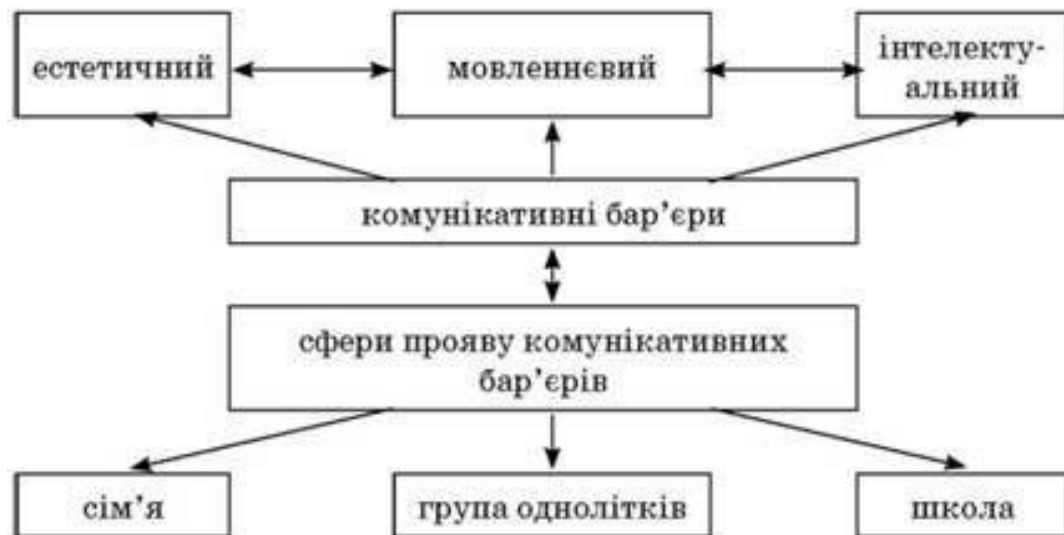 естетичний
мовленнєвий
інтелекту-
альний
комунікативні бар’єри
сфери прояву комунікативних
бар’єрів
сім’я
група однолітків
школа